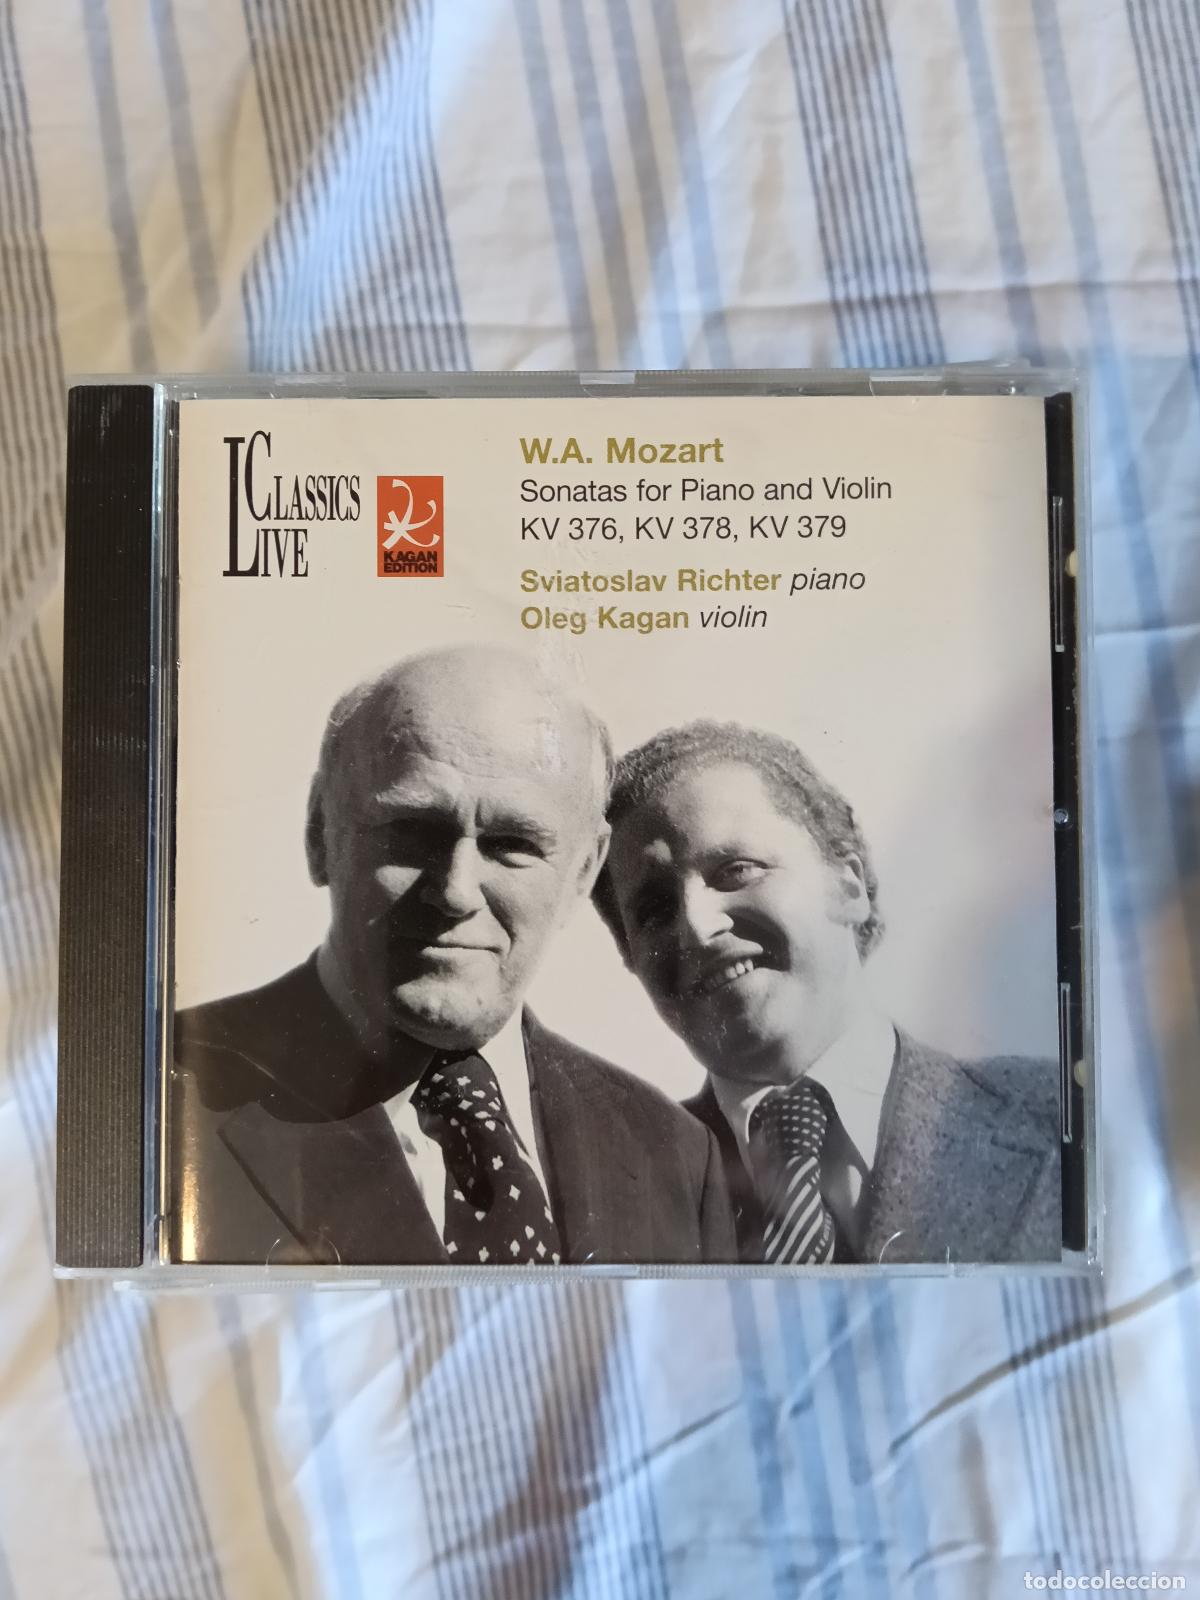 CLASSICS
LIVE
KAGAN
EDITION
W.A. Mozart
Sonatas for Piano and Violin
KV 376, KV 378, KV 379
Sviatoslav Richter piano
Oleg Kagan violin
todocoleccion